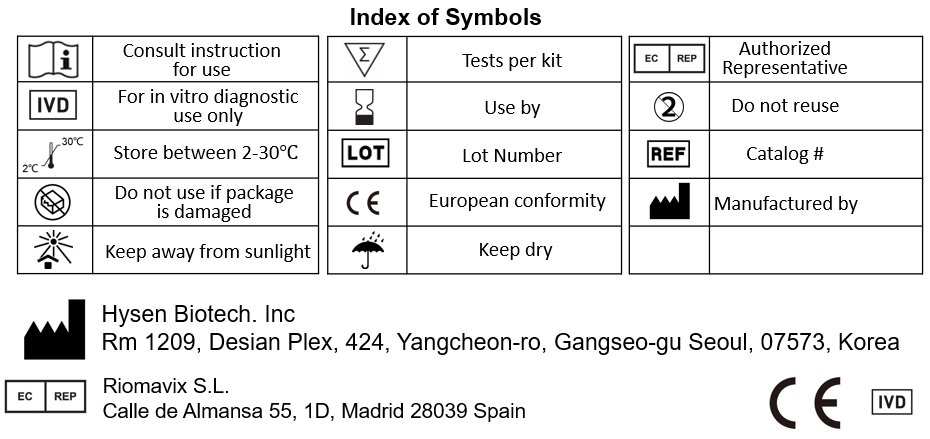 Index of Symbols
i
Consult instruction
for use
Σ
Tests per kit
EC REP
Authorized
Representative
IVD
For in vitro diagnostic
use only
Use by
2
Do not reuse
2℃ 30℃
Store between 2-30℃
LOT
Lot Number
REF
Catalog #
Do not use if package
is damaged
CE
European conformity
Manufactured by
Keep away from sunlight
Keep dry
Hysen Biotech. Inc
Rm 1209, Desian Plex, 424, Yangcheon-ro, Gangseo-gu Seoul, 07573, Korea
EC REP
Riomavix S.L.
Calle de Almansa 55, 1D, Madrid 28039 Spain
CE IVD